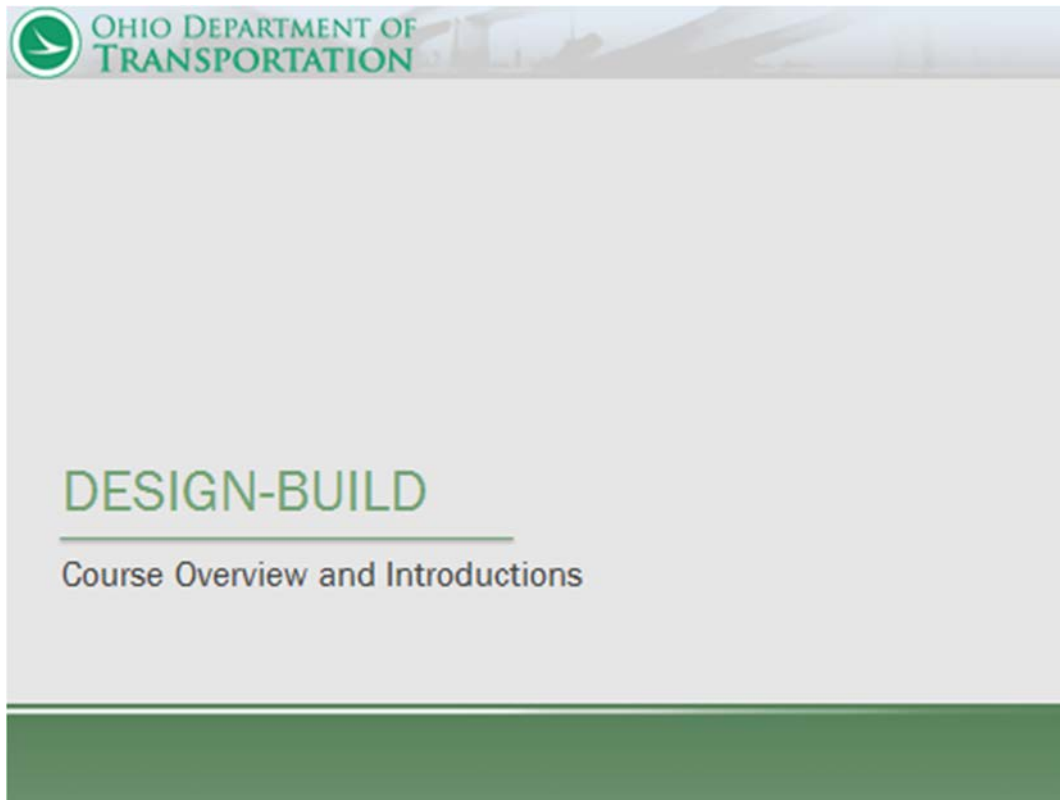 OHIO DEPARTMENT OF
TRANSPORTATION
DESIGN-BUILD
Course Overview and Introductions